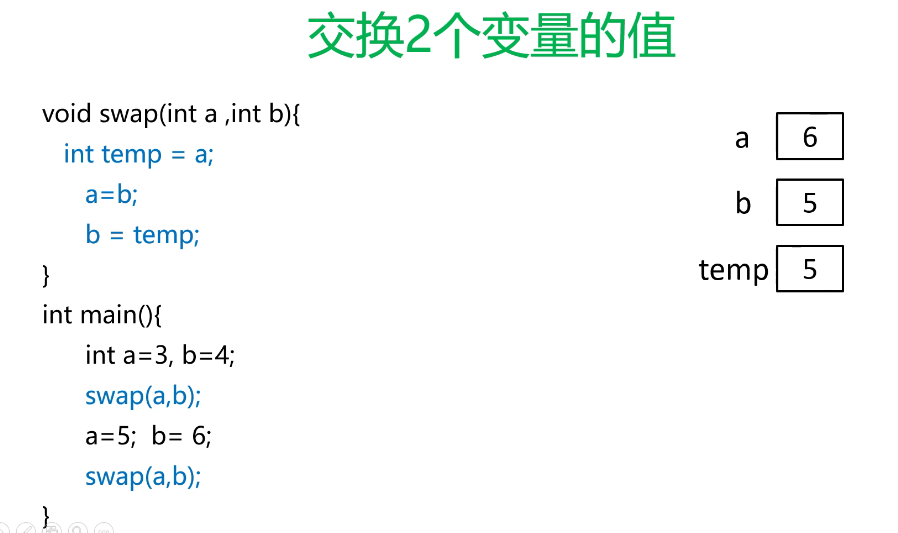 交换2个变量的值
void swap(int a ,int b){
int temp = a;
a=b;
b = temp;
}
int main(){
int a=3, b=4;
swap(a,b);
a=5;  b= 6;
swap(a,b);
}
a 6
b 5
temp 5